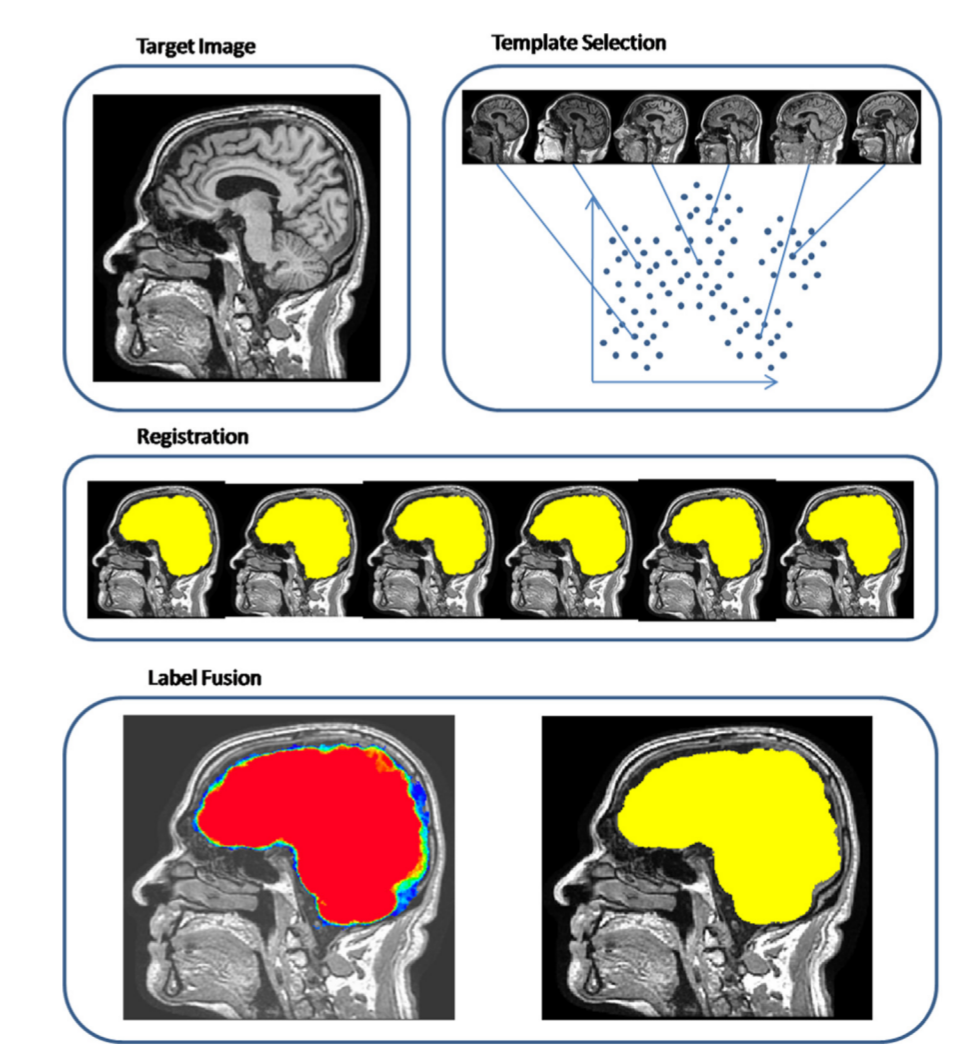 Target Image
Template Selection
Registration
Label Fusion